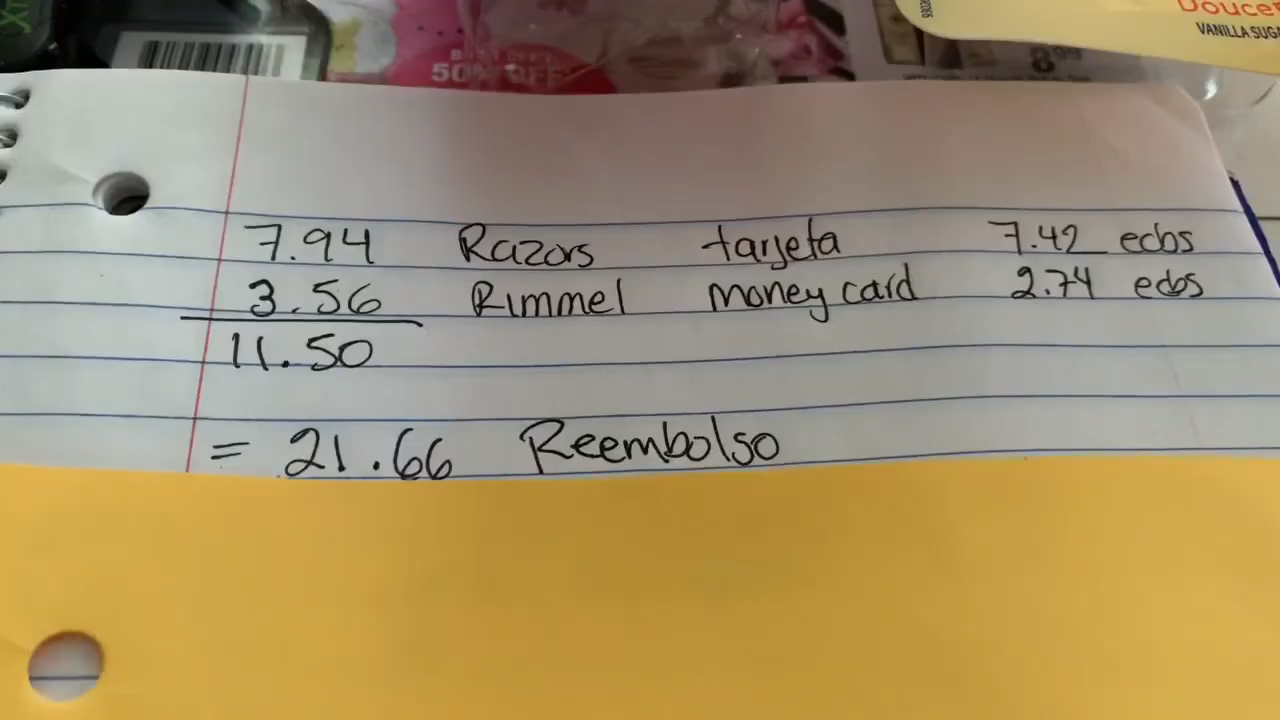 Douce
VANILLA SUGA
50% OFF
8
7.94 Razors tarjeta 7.42 ecbs
3.56 Rimmel money card 2.74 ecbs
11.50
= 21.66 Reembolso